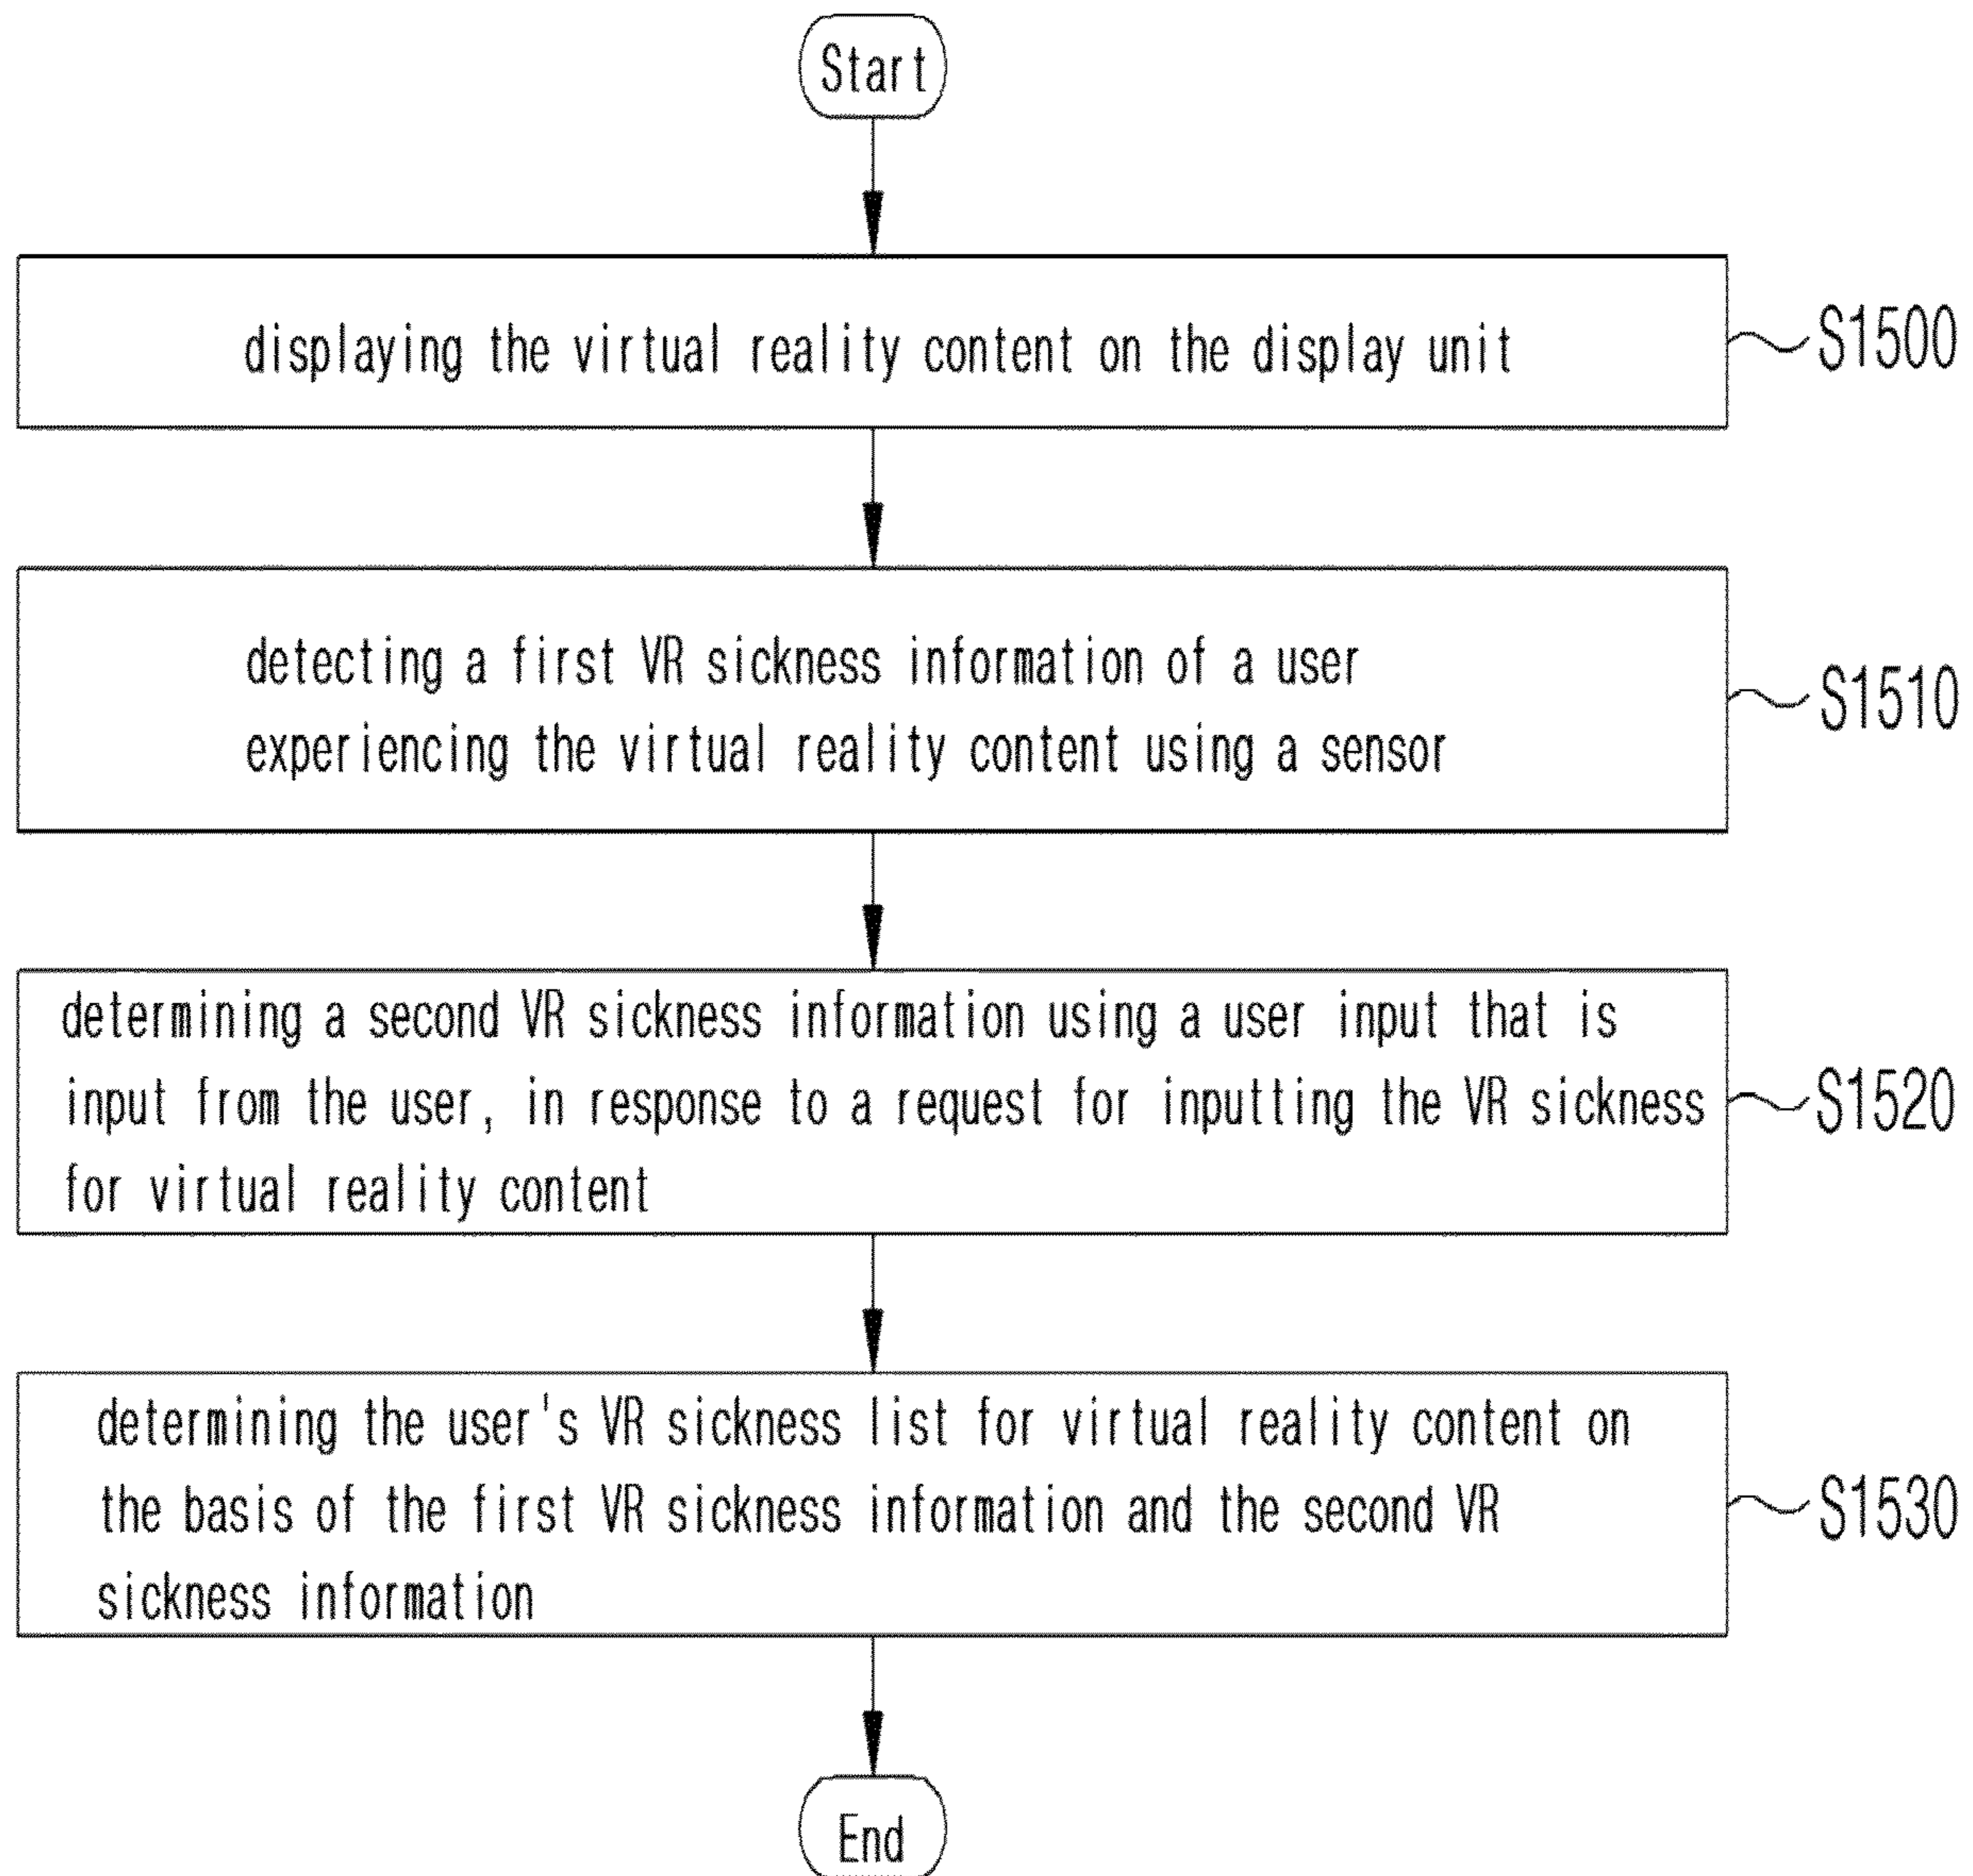 Start
displaying the virtual reality content on the display unit
S1500
detecting a first VR sickness information of a user
experiencing the virtual reality content using a sensor
S1510
determining a second VR sickness information using a user input that is
input from the user, in response to a request for inputting the VR sickness
for virtual reality content
S1520
determining the user's VR sickness list for virtual reality content on
the basis of the first VR sickness information and the second VR
sickness information
S1530
End